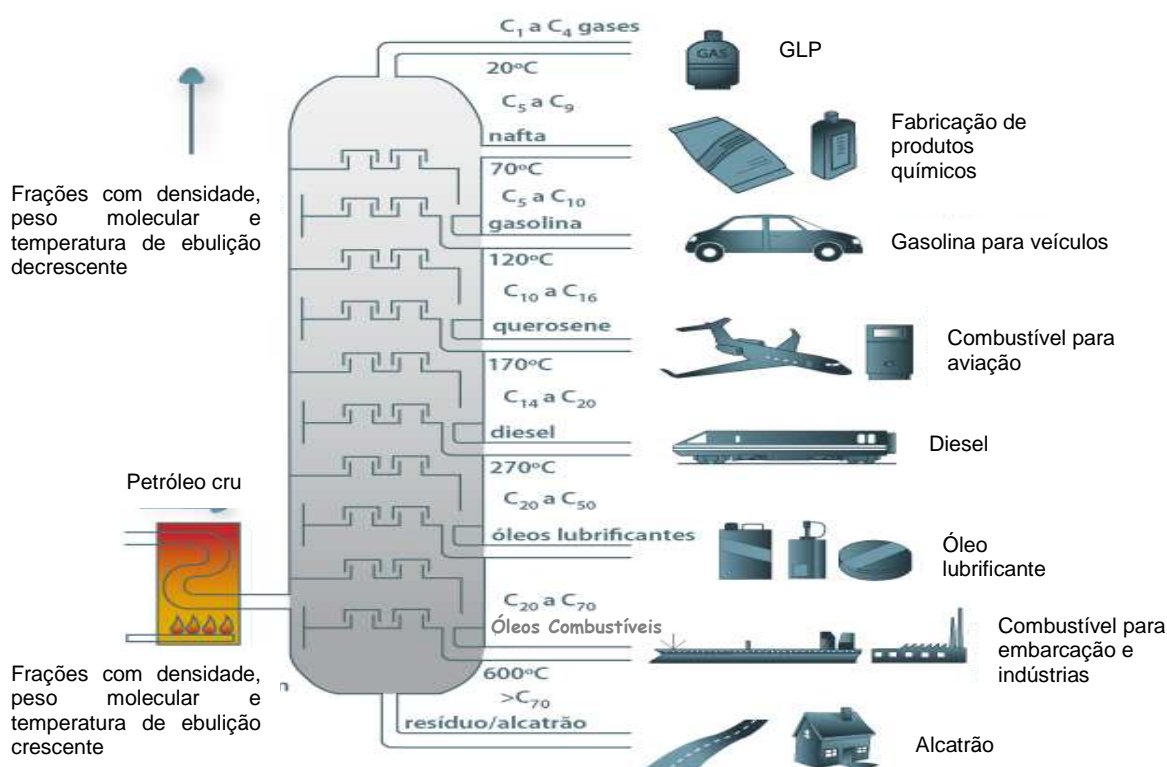 C₁ a C₄ gases
GAS
GLP
20ºC
C₅ a C₉
nafta
Fabricação de
produtos
químicos
70ºC
C₅ a C₁₀
gasolina
Gasolina para veículos
Frações com densidade,
peso molecular e
temperatura de ebulição
decrescente
120ºC
C₁₀ a C₁₆
querosene
Combustível para
aviação
170ºC
C₁₄ a C₂₀
diesel
Diesel
270ºC
C₂₀ a C₅₀
óleos lubrificantes
Óleo
lubrificante
Petróleo cru
C₂₀ a C₇₀
Óleos Combustíveis
Combustível para
embarcação e
indústrias
600ºC
>C₇₀
resíduo/alcatrão
Alcatrão
Frações com densidade,
peso molecular e
temperatura de ebulição
crescente